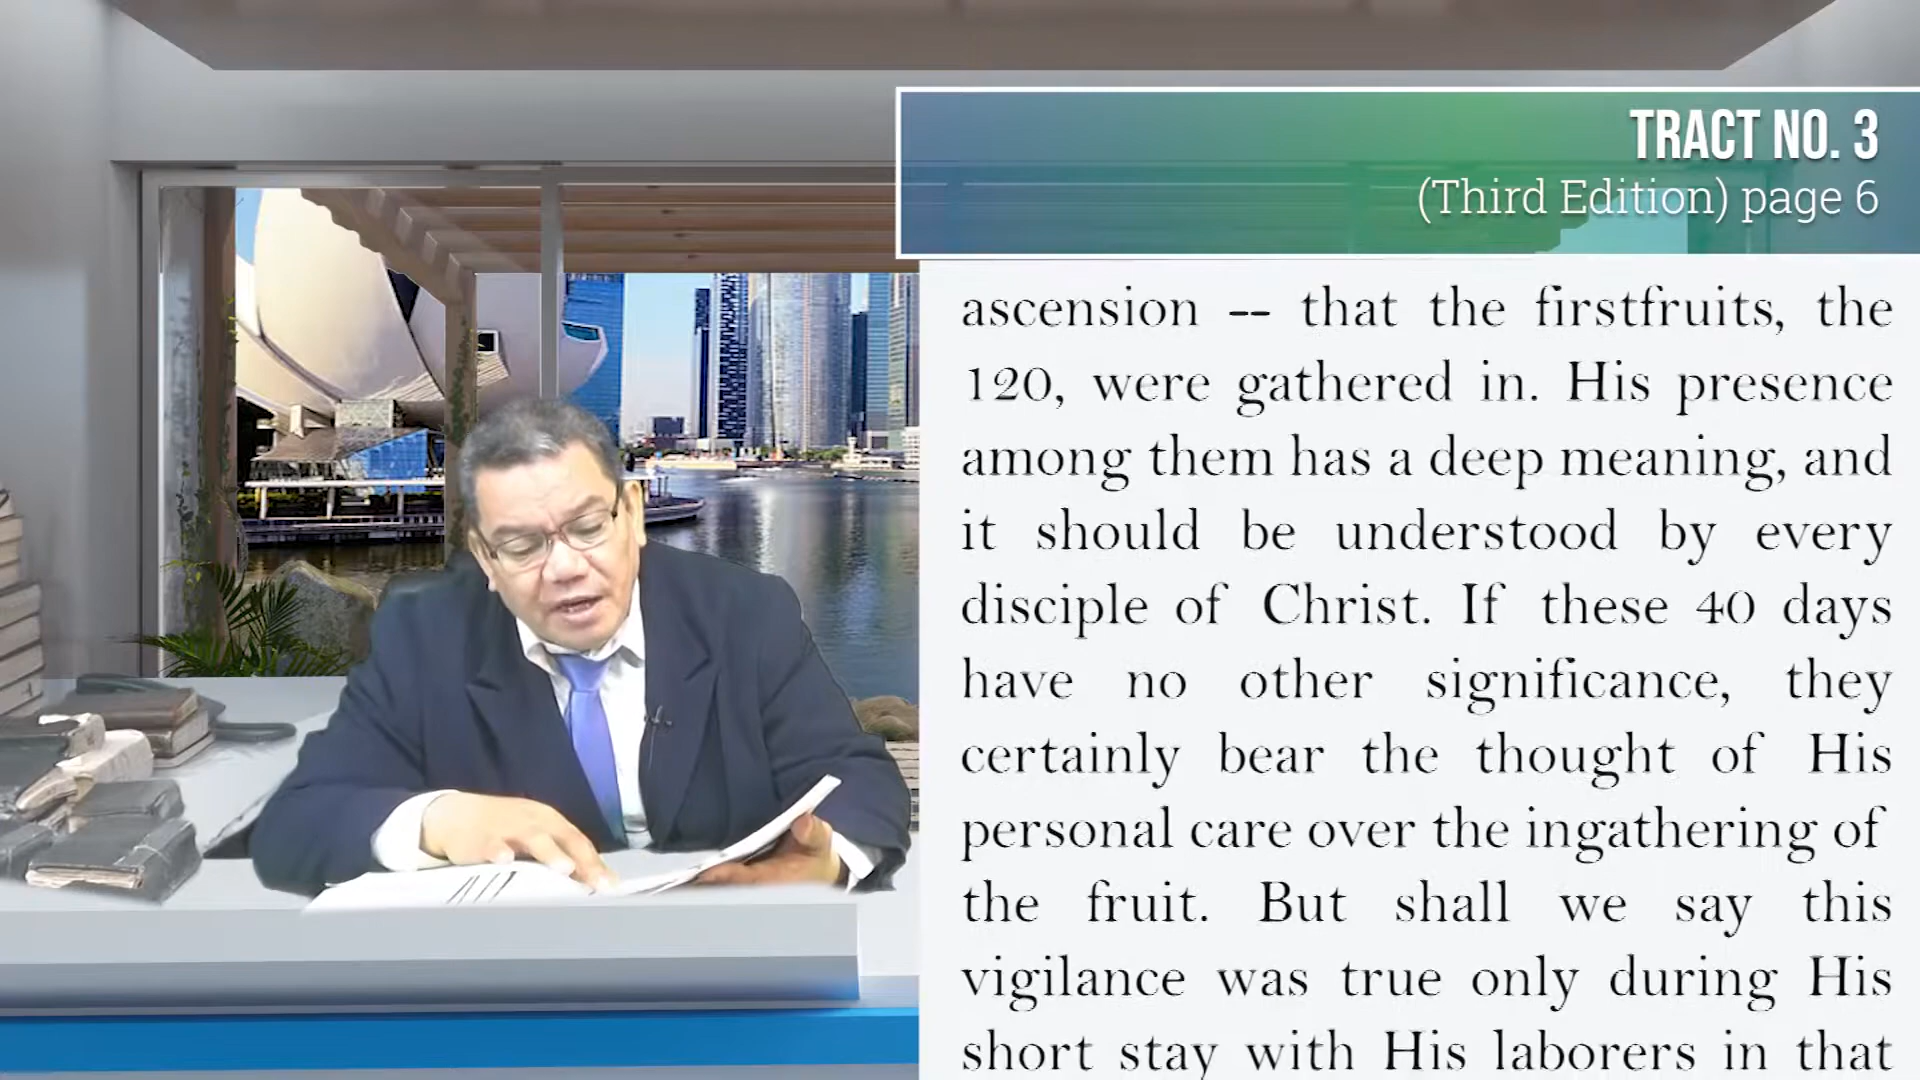 TRACT NO. 3
(Third Edition) page 6
ascension -- that the firstfruits, the
120, were gathered in. His presence
among them has a deep meaning, and
it should be understood by every
disciple of Christ. If these 40 days
have no other significance, they
certainly bear the thought of His
personal care over the ingathering of
the fruit. But shall we say this
vigilance was true only during His
short stay with His laborers in that